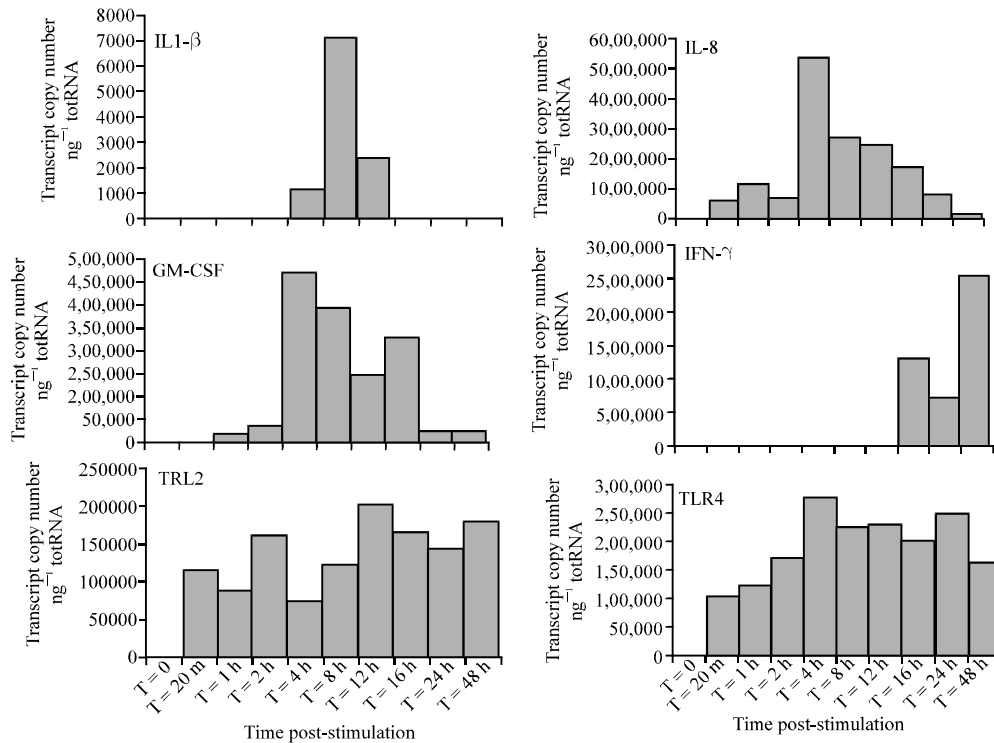 IL1-β
Transcript copy number
ng⁻¹ totRNA
8000
7000
6000
5000
4000
3000
2000
1000
0
IL-8
Transcript copy number
ng⁻¹ totRNA
60,00,000
50,00,000
40,00,000
30,00,000
20,00,000
10,00,000
0
GM-CSF
Transcript copy number
ng⁻¹ totRNA
5,00,000
4,50,000
4,00,000
3,50,000
3,00,000
2,50,000
2,00,000
50,000
0
IFN-γ
Transcript copy number
ng⁻¹ totRNA
30,00,000
25,00,000
2,00,000
15,00,000
10,00,000
5,00,000
0
TRL2
Transcript copy number
ng⁻¹ totRNA
250000
200000
150000
100000
50000
0
T = 0
T = 20 m
T = 1 h
T = 2 h
T = 4 h
T = 8 h
T = 12 h
T = 16 h
T = 24 h
T = 48 h
Time post-stimulation
TLR4
Transcript copy number
ng⁻¹ totRNA
3,00,000
2,50,000
2,00,000
1,50,000
1,00,000
50,000
0
T = 0
T = 20 m
T = 1 h
T = 2 h
T = 4 h
T = 8 h
T = 12 h
T = 16 h
T = 24 h
T = 48 h
Time post-stimulation